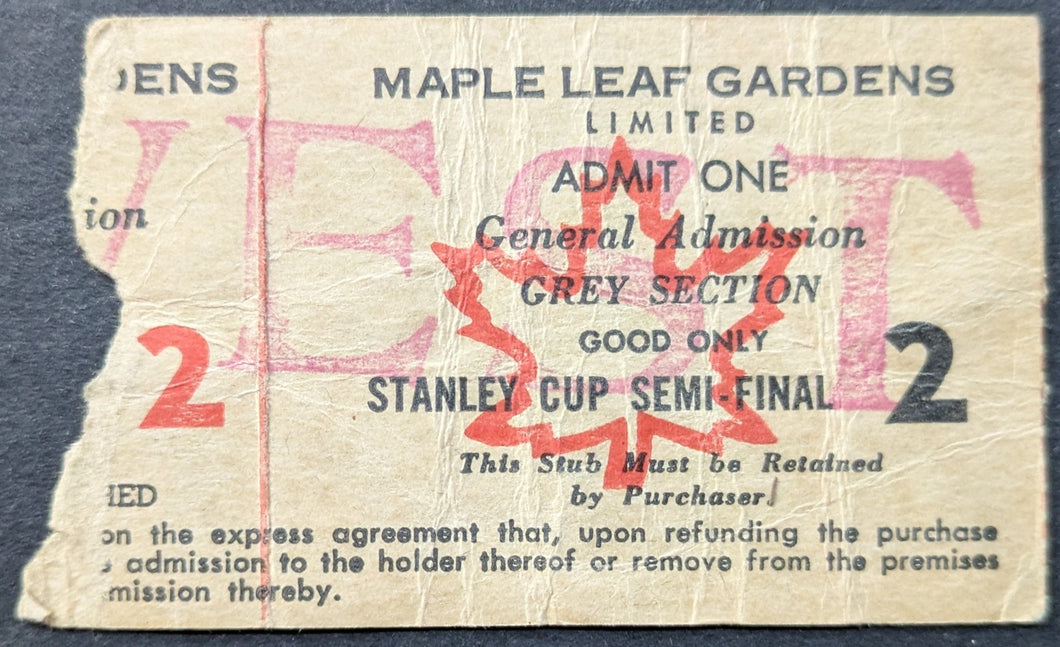 DENS
ion
2
IED
MAPLE LEAF GARDENS
LIMITED
ADMIT ONE
General Admission
GREY SECTION
GOOD ONLY
STANLEY CUP SEMI-FINAL 2
WEST
This Stub Must be Retained
by Purchaser
on the express agreement that, upon refunding the purchase
admission to the holder thereof or remove from the premises
mission thereby.